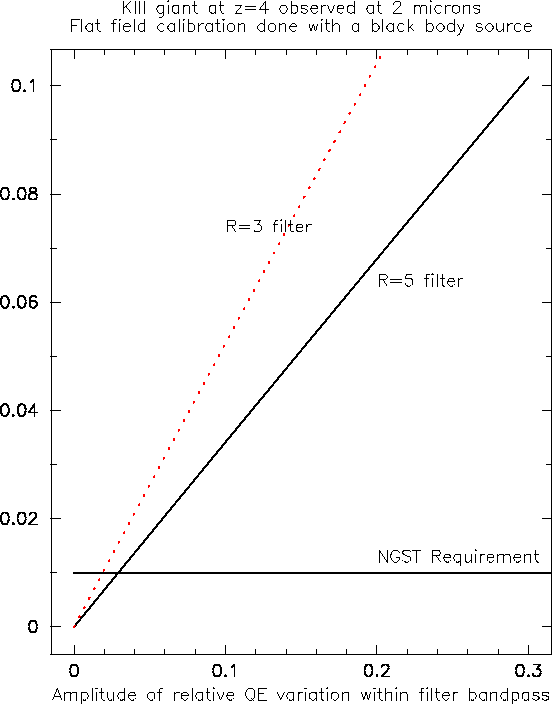 KIII giant at z=4 observed at 2 microns
Flat field calibration done with a black body source
0.1
0.08
R=3 filter
R=5 filter
0.06
0.04
0.02
NGST Requirement
0
0 0.1 0.2 0.3
Amplitude of relative QE variation within filter bandpass